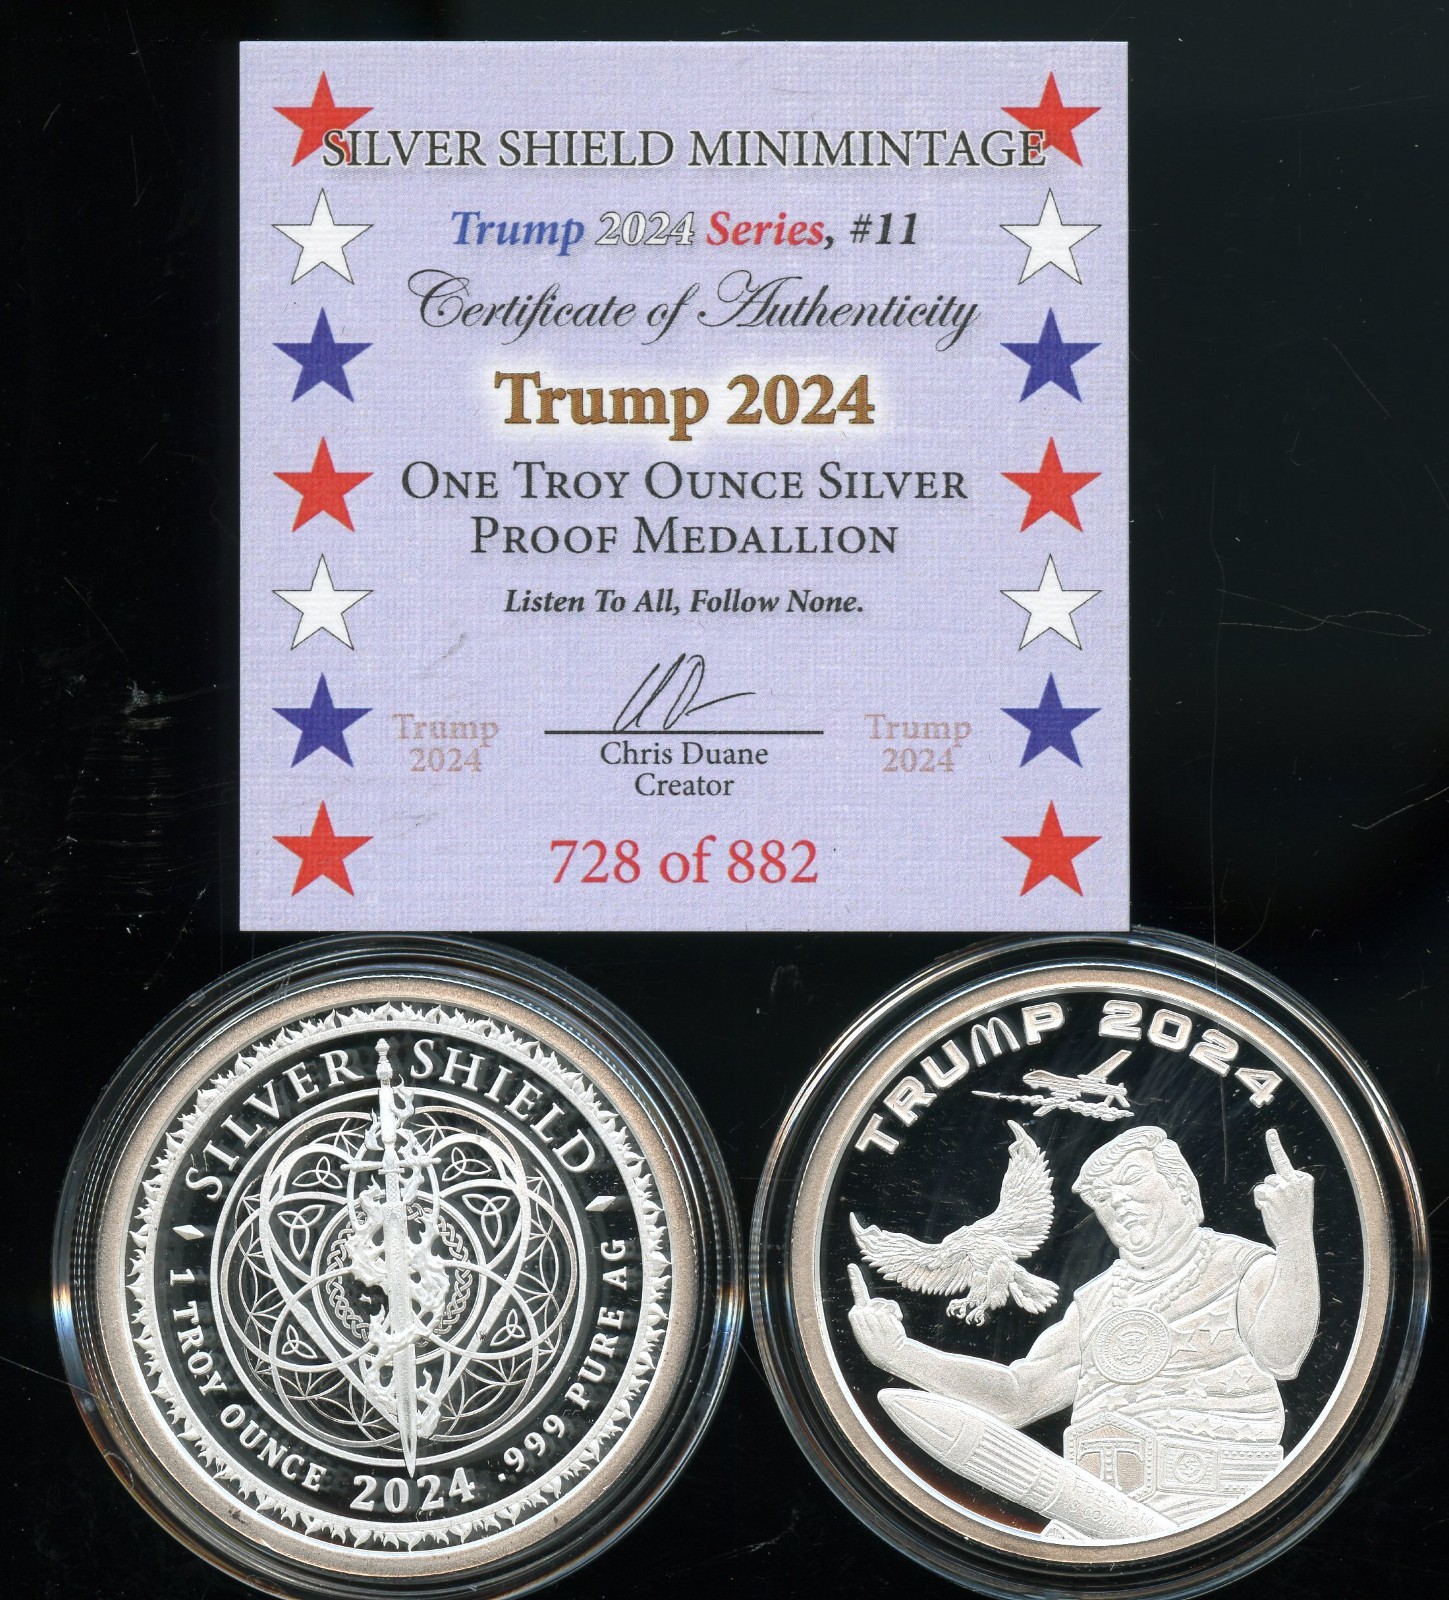 SILVER SHIELD MINIMINTAGE
Trump 2024 Series, #11
Certificate of Authenticity
Trump 2024
ONE TROY OUNCE SILVER
PROOF MEDALLION
Listen To All, Follow None.
Trump
2024
Trump
2024
Chris Duane
Creator
728 of 882
SILVER SHIELD
1 TROY OUNCE 2024 .999 PURE AG
TRUMP 2024
T